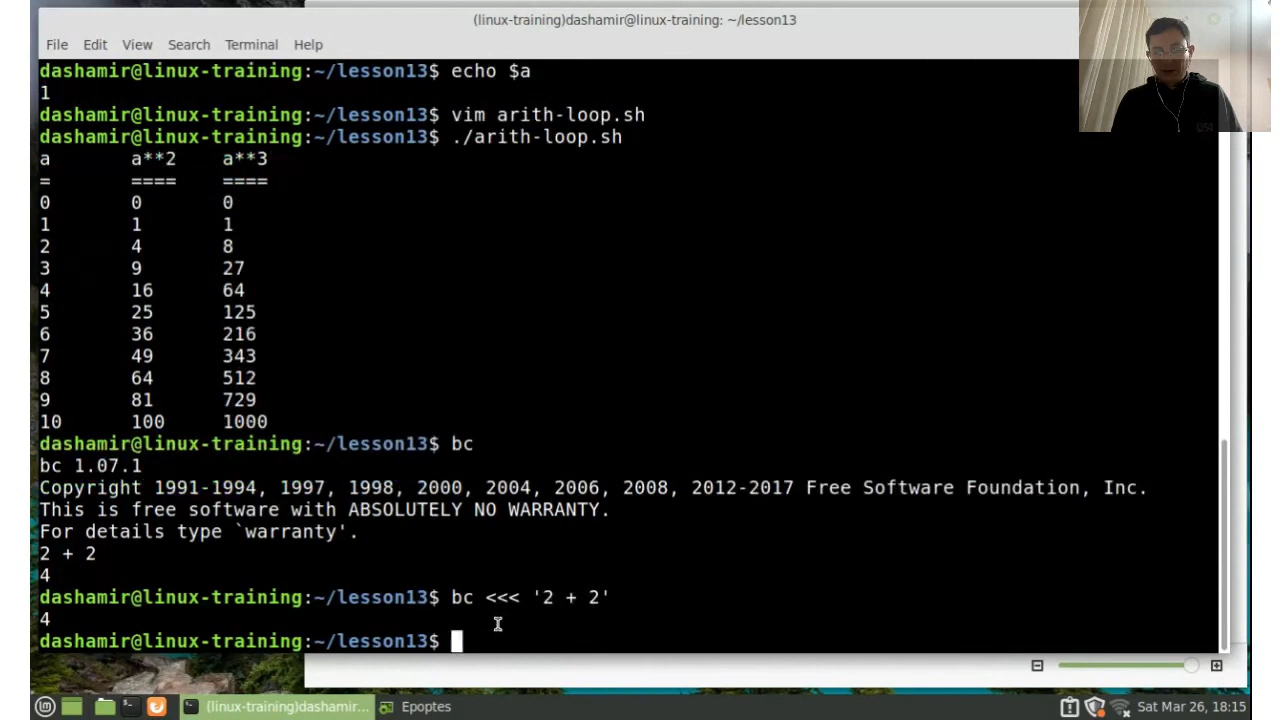 (linux-training)dashamir@linux-training: ~/lesson13
File Edit View Search Terminal Help
dashamir@linux-training:~/lesson13$ echo $a
1
dashamir@linux-training:~/lesson13$ vim arith-loop.sh
dashamir@linux-training:~/lesson13$ ./arith-loop.sh
a a**2 a**3
= ==== ====
0 0 0
1 1 1
2 4 8
3 9 27
4 16 64
5 25 125
6 36 216
7 49 343
8 64 512
9 81 729
10 100 1000
dashamir@linux-training:~/lesson13$ bc
bc 1.07.1
Copyright 1991-1994, 1997, 1998, 2000, 2004, 2006, 2008, 2012-2017 Free Software Foundation, Inc.
This is free software with ABSOLUTELY NO WARRANTY.
For details type `warranty'.
2 + 2
4
dashamir@linux-training:~/lesson13$ bc <<< '2 + 2'
4
dashamir@linux-training:~/lesson13$
(linux-training)dashamir... Epoptes Sat Mar 26, 18:15